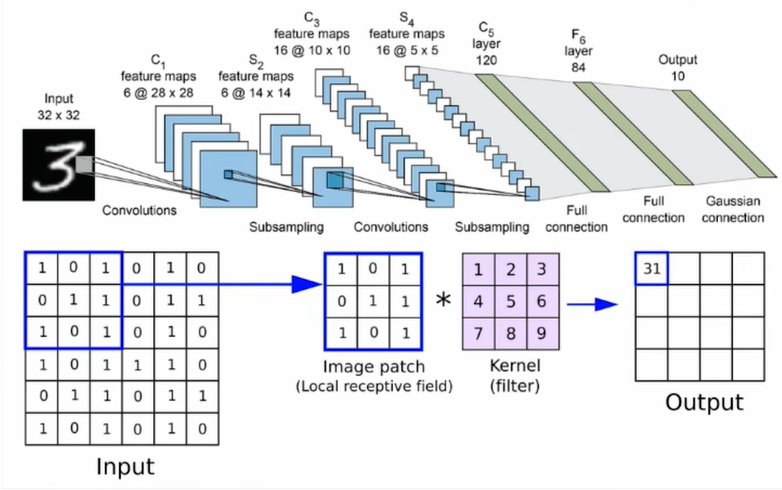 C3
feature maps
16 @ 10 x 10
S4
feature maps
16 @ 5 x 5
C5
layer
120
F6
layer
84
Output
10
C1
feature maps
6 @ 28 x 28
S2
feature maps
6 @ 14 x 14
Input
32 x 32
3
Convolutions
Subsampling
Convolutions
Subsampling
Full
connection
Full
connection
Gaussian
connection
1 0 1 0 1 0
0 1 1 0 1 1
1 0 1 0 1 0
1 0 1 1 1 0
0 1 1 0 1 1
1 0 1 0 1 0
Input
1 0 1
0 1 1
1 0 1
Image patch
(Local receptive field)
*
1 2 3
4 5 6
7 8 9
Kernel
(filter)
31
Output